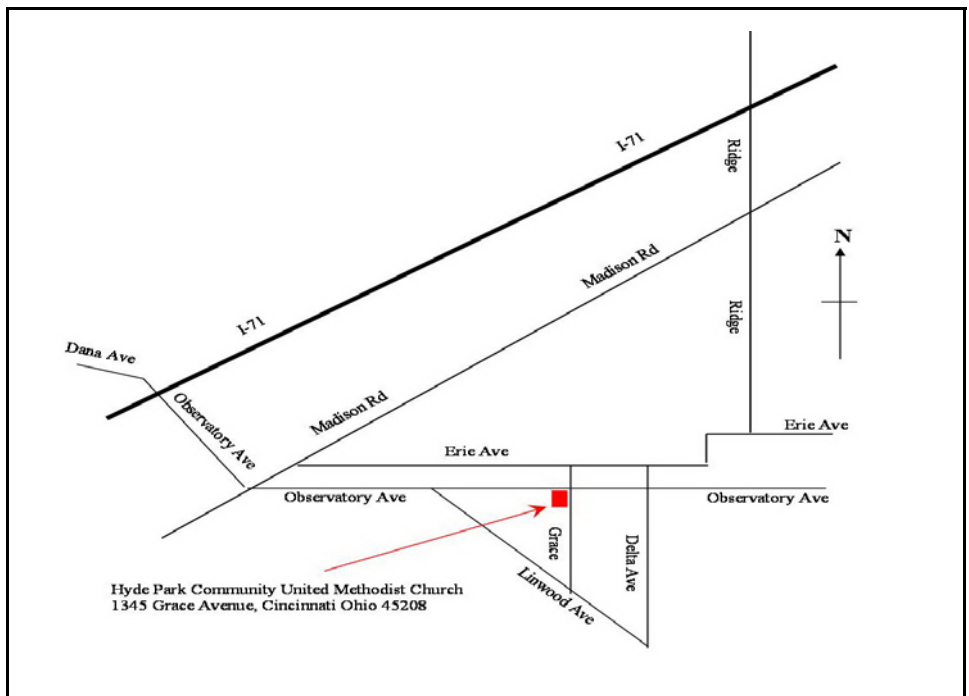 I-71
Ridge
N
Madison Rd
Ridge
I-71
Dana Ave
Observatory Ave
Madison Rd
Erie Ave
Erie Ave
Observatory Ave
Observatory Ave
Grace
Delta Ave
Linwood Ave
Hyde Park Community United Methodist Church
1345 Grace Avenue, Cincinnati Ohio 45208